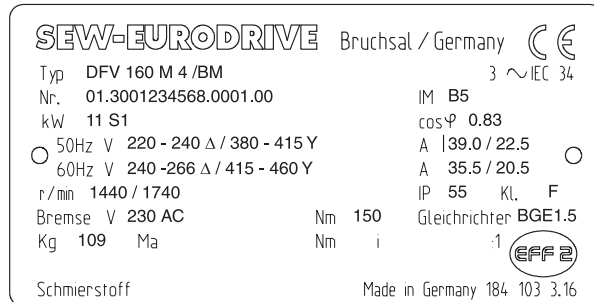 SEW-EURODRIVE Bruchsal / Germany CE
Typ DFV 160 M 4 /BM 3 ~ IEC 34
Nr. 01.3001234568.0001.00 IM B5
kW 11 S1 cosφ 0.83
50Hz V 220 - 240 Δ / 380 - 415 Y A |39.0 / 22.5
60Hz V 240 -266 Δ / 415 - 460 Y A 35.5 / 20.5
r/min 1440 / 1740 IP 55 Kl. F
Bremse V 230 AC Nm 150 Gleichrichter BGE1.5
Kg 109 Ma Nm i :1 EFF 2
Schmierstoff Made in Germany 184 103 3.16